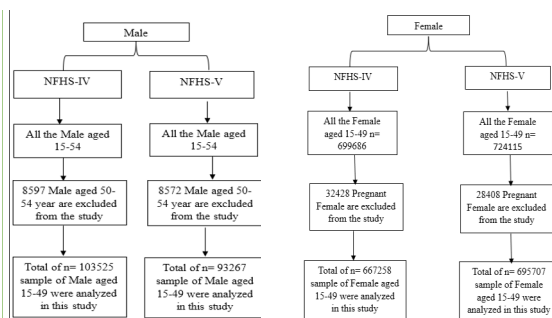 Male
NFHS-IV
NFHS-V
All the Male aged
15-54
All the Male aged
15-54
8597 Male aged 50-
54 year are excluded
from the study
8572 Male aged 50-
54 year are excluded
from the study
Total of n= 103525
sample of Male aged
15-49 were analyzed
in this study
Total of n= 93267
sample of Male aged
15-49 were analyzed
in this study
Female
NFHS-IV
NFHS-V
All the Female
aged 15-49 n=
699686
All the Female
aged 15-49 n=
724115
32428 Pregnant
Female are excluded
from the study
28408 Pregnant
Female are excluded
from the study
Total of n= 667258
sample of Female aged
15-49 were analyzed
in this study
Total of n= 695707
sample of Female
aged 15-49 were
analyzed in this study